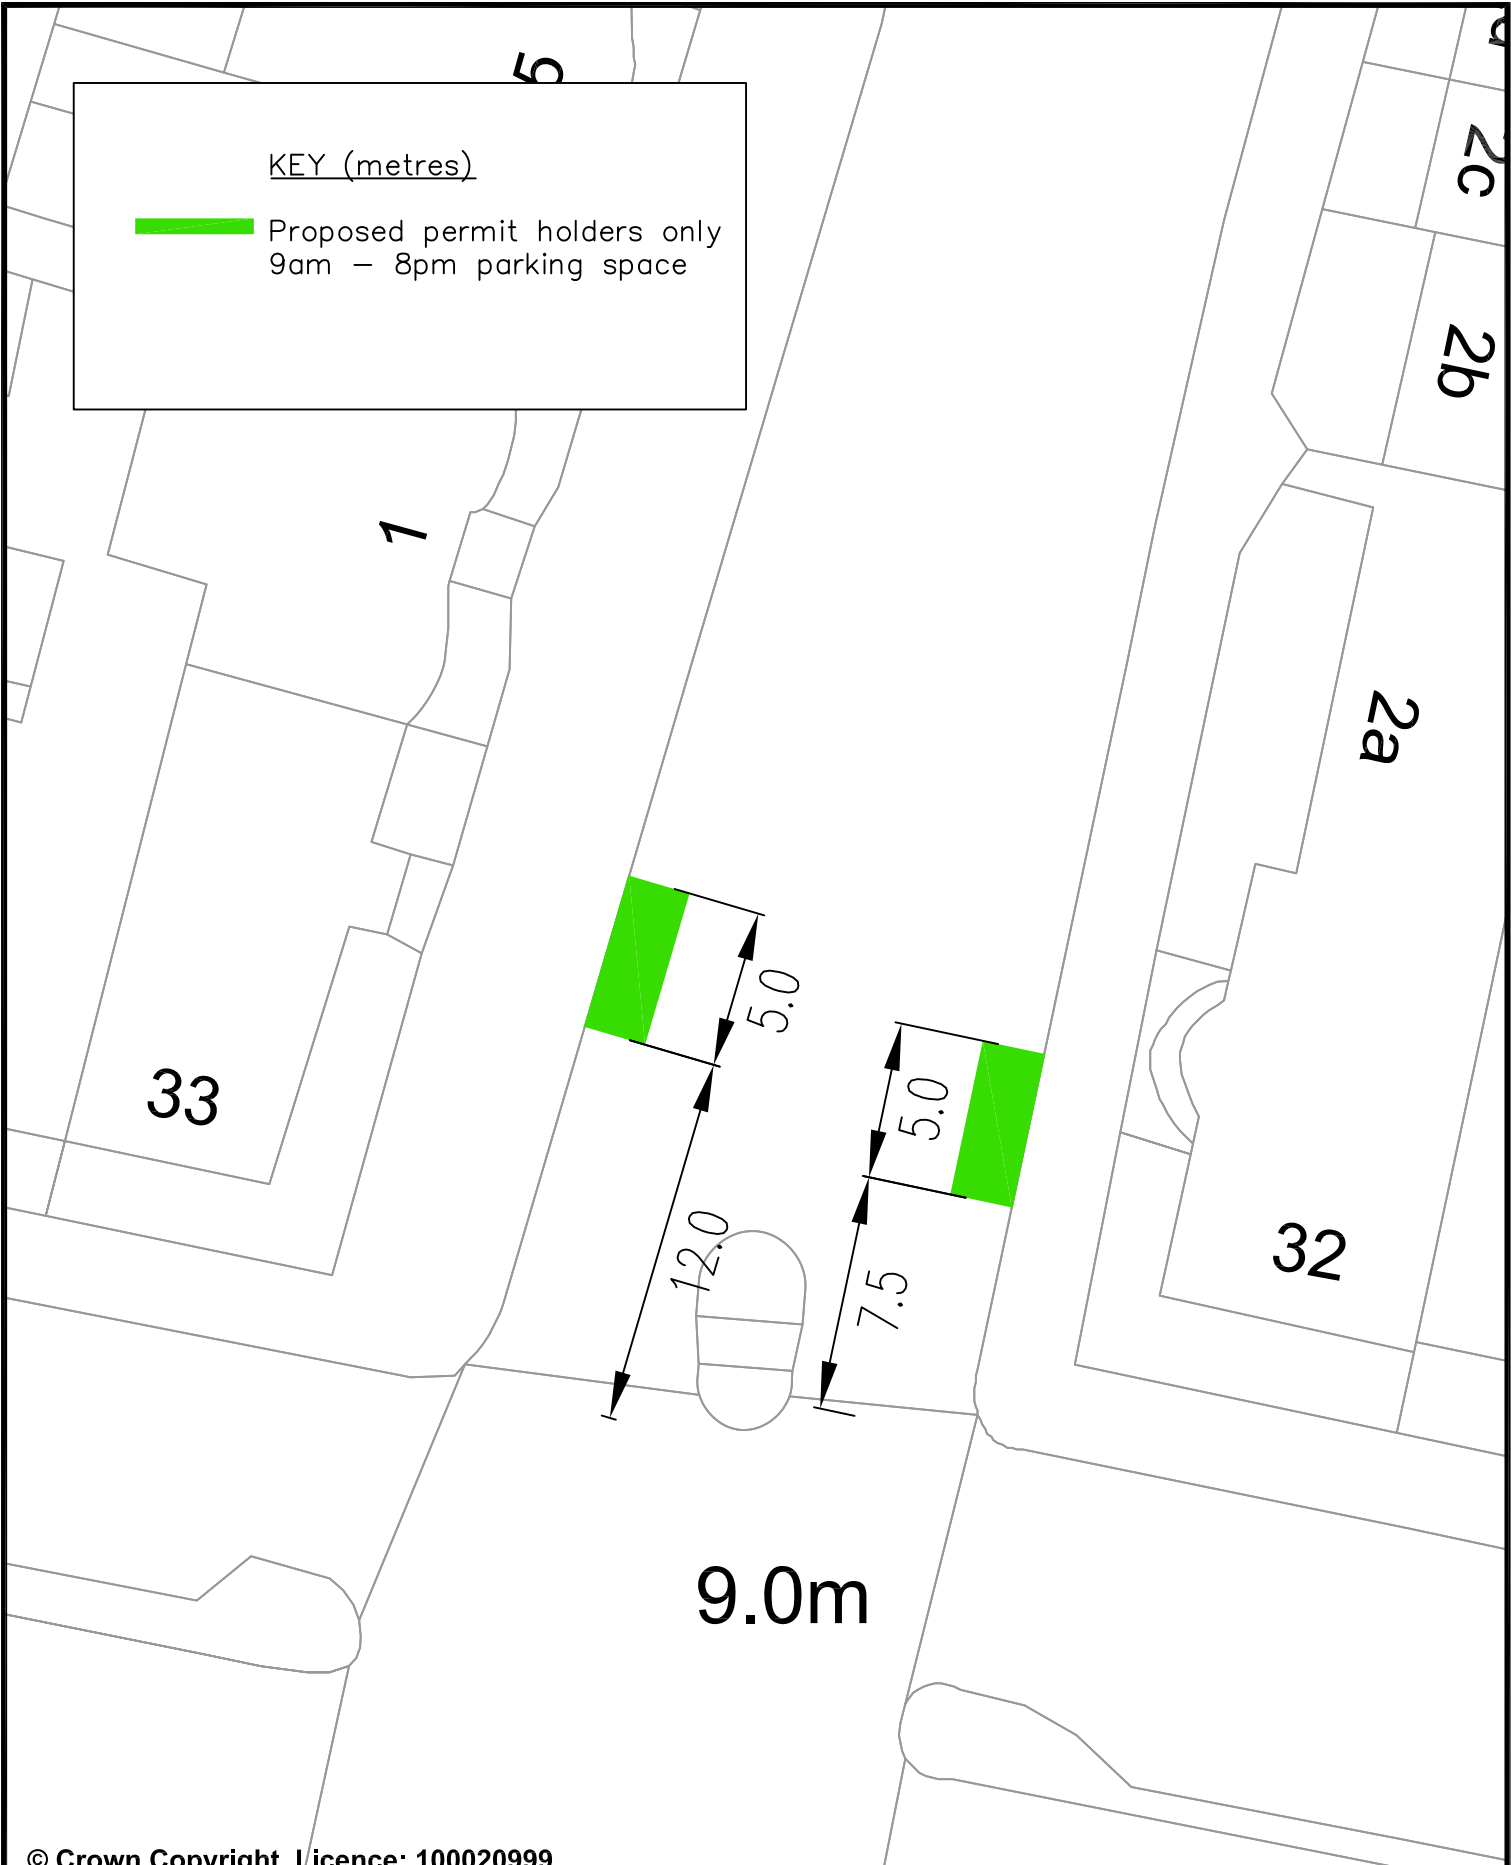 5
KEY (metres)
Proposed permit holders only
9am – 8pm parking space
2c
2b
1
2a
5.0
5.0
33
12.0
7.5
32
9.0m
© Crown Copyright. Licence: 100020999